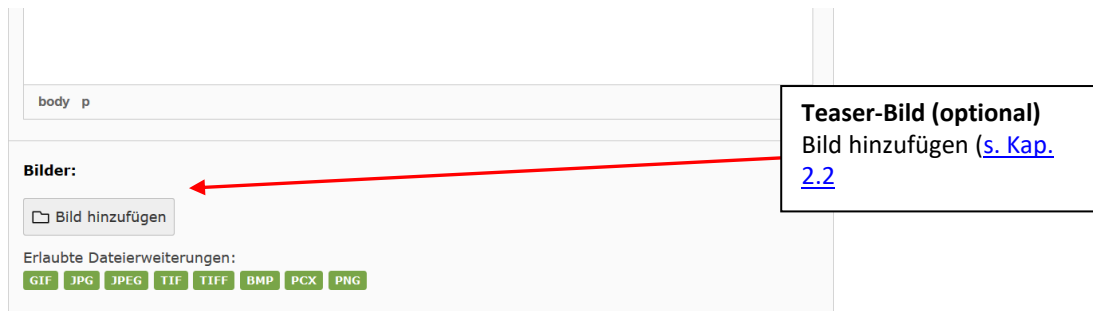 body p
Teaser-Bild (optional)
Bild hinzufügen (s. Kap.
2.2
Bilder:
Bild hinzufügen
Erlaubte Dateierweiterungen:
GIF JPG JPEG TIF TIFF BMP PCX PNG